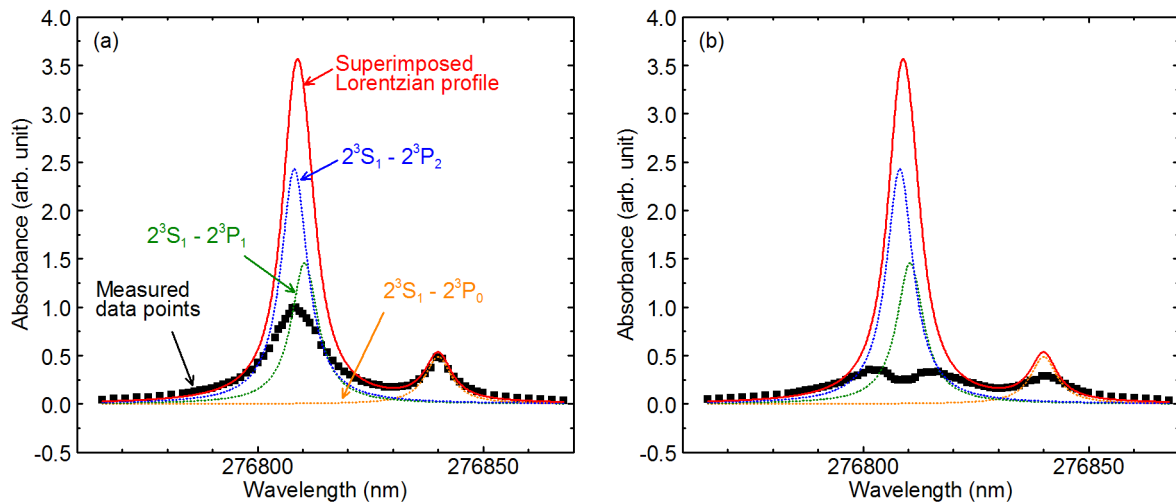 (a)
Absorbance (arb. unit)
4.0
3.5
3.0
2.5
2.0
1.5
1.0
0.5
0.0
-0.5
Superimposed
Lorentzian profile
2³S₁ - 2³P₂
2³S₁ - 2³P₁
2³S₁ - 2³P₀
Measured
data points
276800
276850
Wavelength (nm)
(b)
Absorbance (arb. unit)
4.0
3.5
3.0
2.5
2.0
1.5
1.0
0.5
0.0
-0.5
276800
276850
Wavelength (nm)